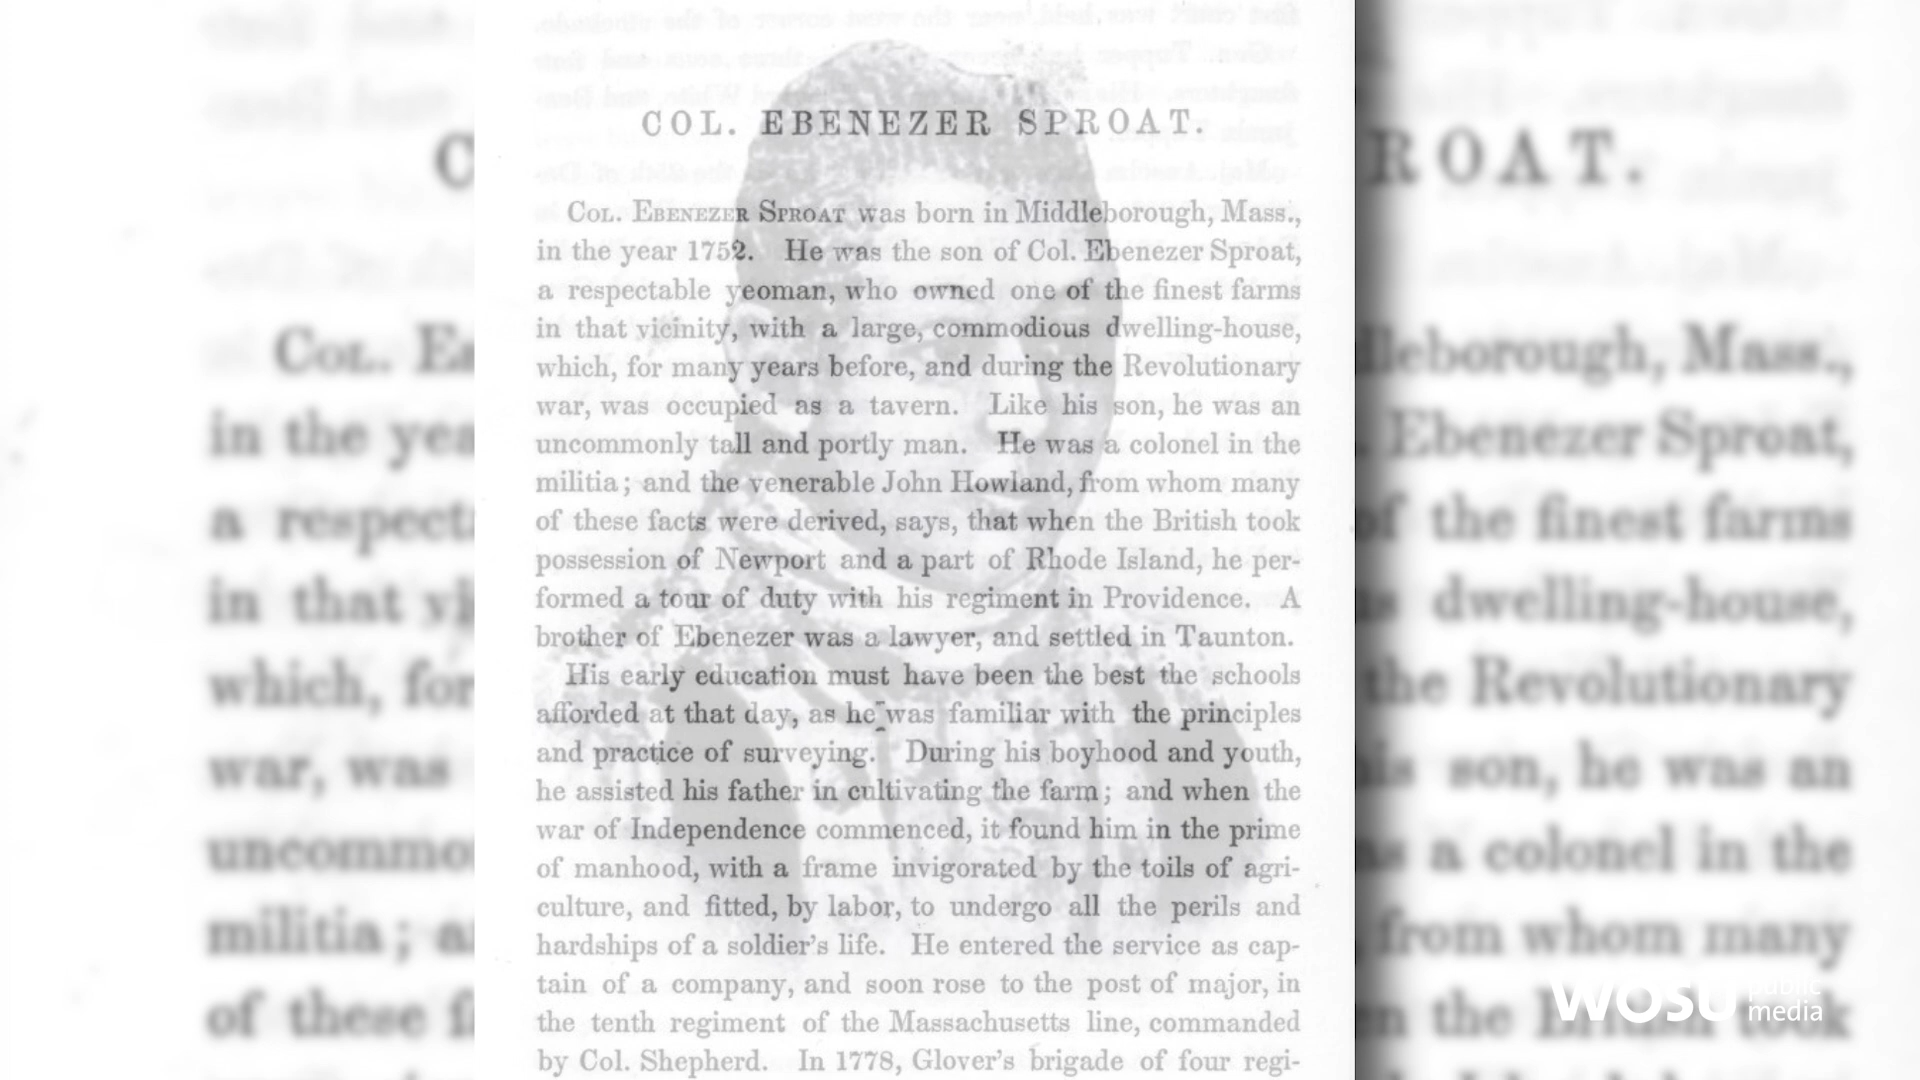 COL. EBENEZER SPROAT.
COL. EBENEZER SPROAT was born in Middleborough, Mass.,
in the year 1752. He was the son of Col. Ebenezer Sproat,
a respectable yeoman, who owned one of the finest farms
in that vicinity, with a large, commodious dwelling-house,
which, for many years before, and during the Revolutionary
war, was occupied as a tavern. Like his son, he was an
uncommonly tall and portly man. He was a colonel in the
militia; and the venerable John Howland, from whom many
of these facts were derived, says, that when the British took
possession of Newport and a part of Rhode Island, he per-
formed a tour of duty with his regiment in Providence. A
brother of Ebenezer was a lawyer, and settled in Taunton.
His early education must have been the best the schools
afforded at that day, as he was familiar with the principles
and practice of surveying. During his boyhood and youth,
he assisted his father in cultivating the farm; and when the
war of Independence commenced, it found him in the prime
of manhood, with a frame invigorated by the toils of agri-
culture, and fitted, by labor, to undergo all the perils and
hardships of a soldier's life. He entered the service as cap-
tain of a company, and soon rose to the post of major, in
the tenth regiment of the Massachusetts line, commanded
by Col. Shepherd. In 1778, Glover's brigade of four regi-
WOSU public media